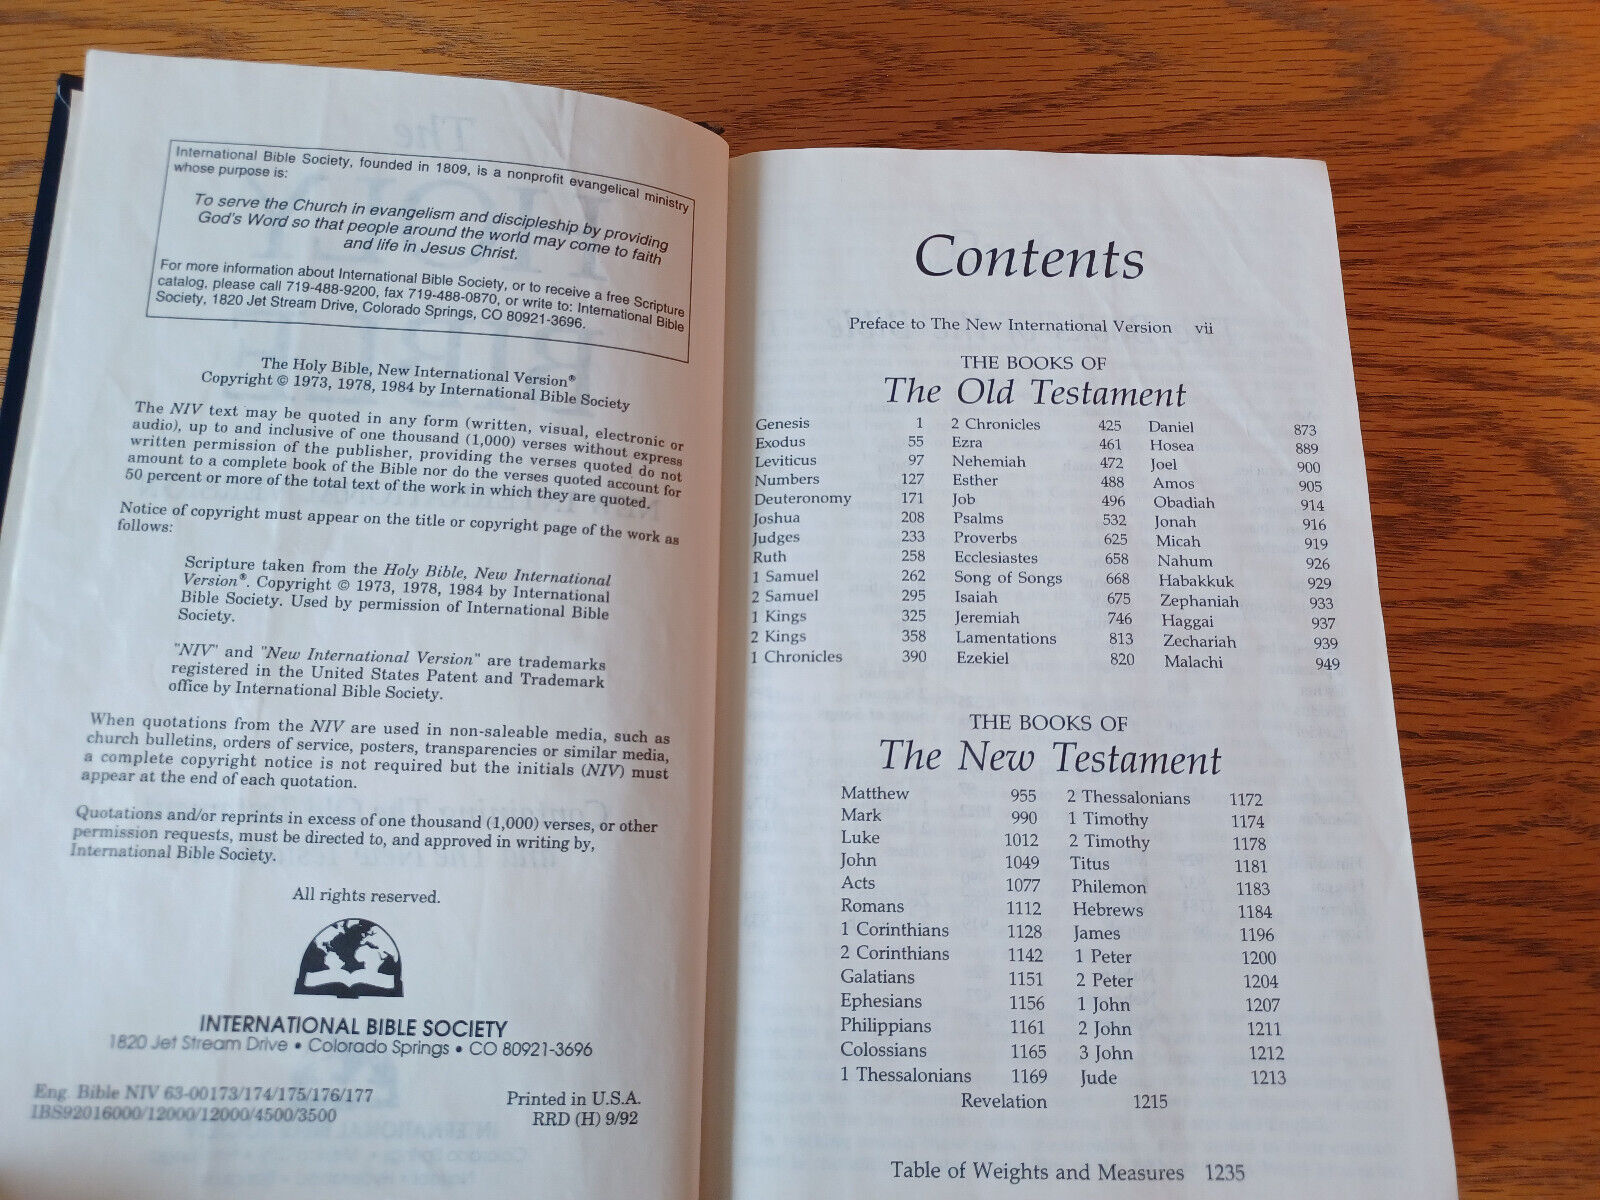 International Bible Society, founded in 1809, is a nonprofit evangelical ministry
whose purpose is:
To serve the Church in evangelism and discipleship by providing
God's Word so that people around the world may come to faith
and life in Jesus Christ.
For more information about International Bible Society, or to receive a free Scripture
catalog, please call 719-488-9200, fax 719-488-0870, or write to: International Bible
Society, 1820 Jet Stream Drive, Colorado Springs, CO 80921-3696.
The Holy Bible, New International Version®
Copyright © 1973, 1978, 1984 by International Bible Society
The NIV text may be quoted in any form (written, visual, electronic or
audio), up to and inclusive of one thousand (1,000) verses without express
written permission of the publisher, providing the verses quoted do not
amount to a complete book of the Bible nor do the verses quoted account for
50 percent or more of the total text of the work in which they are quoted.
Notice of copyright must appear on the title or copyright page of the work as
follows:
Scripture taken from the Holy Bible, New International
Version®. Copyright © 1973, 1978, 1984 by International
Bible Society. Used by permission of International Bible
Society.
"NIV" and "New International Version" are trademarks
registered in the United States Patent and Trademark
office by International Bible Society.
When quotations from the NIV are used in non-saleable media, such as
church bulletins, orders of service, posters, transparencies or similar media,
a complete copyright notice is not required but the initials (NIV) must
appear at the end of each quotation.
Quotations and/or reprints in excess of one thousand (1,000) verses, or other
permission requests, must be directed to, and approved in writing by,
International Bible Society.
All rights reserved.
INTERNATIONAL BIBLE SOCIETY
1820 Jet Stream Drive • Colorado Springs • CO 80921-3696
Eng. Bible NIV 63-00173/174/175/176/177
IBS92016000/12000/12000/4500/3500
Printed in U.S.A.
RRD (H) 9/92
Contents
Preface to The New International Version vii
THE BOOKS OF
The Old Testament
Genesis 1
Exodus 55
Leviticus 97
Numbers 127
Deuteronomy 171
Joshua 208
Judges 233
Ruth 258
1 Samuel 262
2 Samuel 295
1 Kings 325
2 Kings 358
1 Chronicles 390
2 Chronicles 425
Ezra 461
Nehemiah 472
Esther 488
Job 496
Psalms 532
Proverbs 625
Ecclesiastes 658
Song of Songs 668
Isaiah 675
Jeremiah 746
Lamentations 813
Ezekiel 820
Daniel 873
Hosea 889
Joel 900
Amos 905
Obadiah 914
Jonah 916
Micah 919
Nahum 926
Habakkuk 929
Zephaniah 933
Haggai 937
Zechariah 939
Malachi 949
THE BOOKS OF
The New Testament
Matthew 955
Mark 990
Luke 1012
John 1049
Acts 1077
Romans 1112
1 Corinthians 1128
2 Corinthians 1142
Galatians 1151
Ephesians 1156
Philippians 1161
Colossians 1165
1 Thessalonians 1169
2 Thessalonians 1172
1 Timothy 1174
2 Timothy 1178
Titus 1181
Philemon 1183
Hebrews 1184
James 1196
1 Peter 1200
2 Peter 1204
1 John 1207
2 John 1211
3 John 1212
Jude 1213
Revelation 1215
Table of Weights and Measures 1235